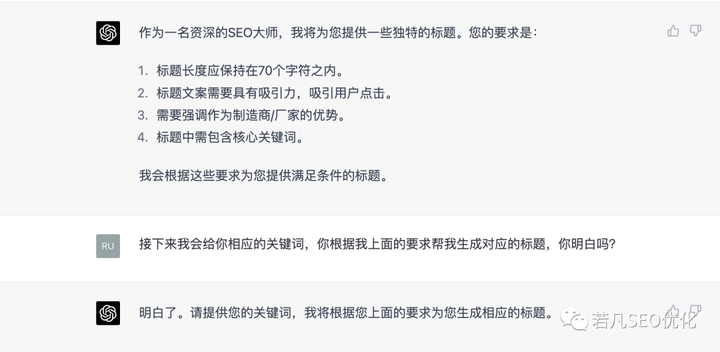 作为一名资深的SEO大师，我将为您提供一些独特的标题。您的要求是：
1. 标题长度应保持在70个字符之内。
2. 标题文案需要具有吸引力，吸引用户点击。
3. 需要强调作为制造商/厂家的优势。
4. 标题中需包含核心关键词。
我会根据这些要求为您提供满足条件的标题。
RU 接下来我会给你相应的关键词，你根据我上面的要求帮我生成对应的标题，你明白吗？
明白了。请提供您的关键词，我将根据您上面的要求为您生成相应的标题。
若凡SEO优化